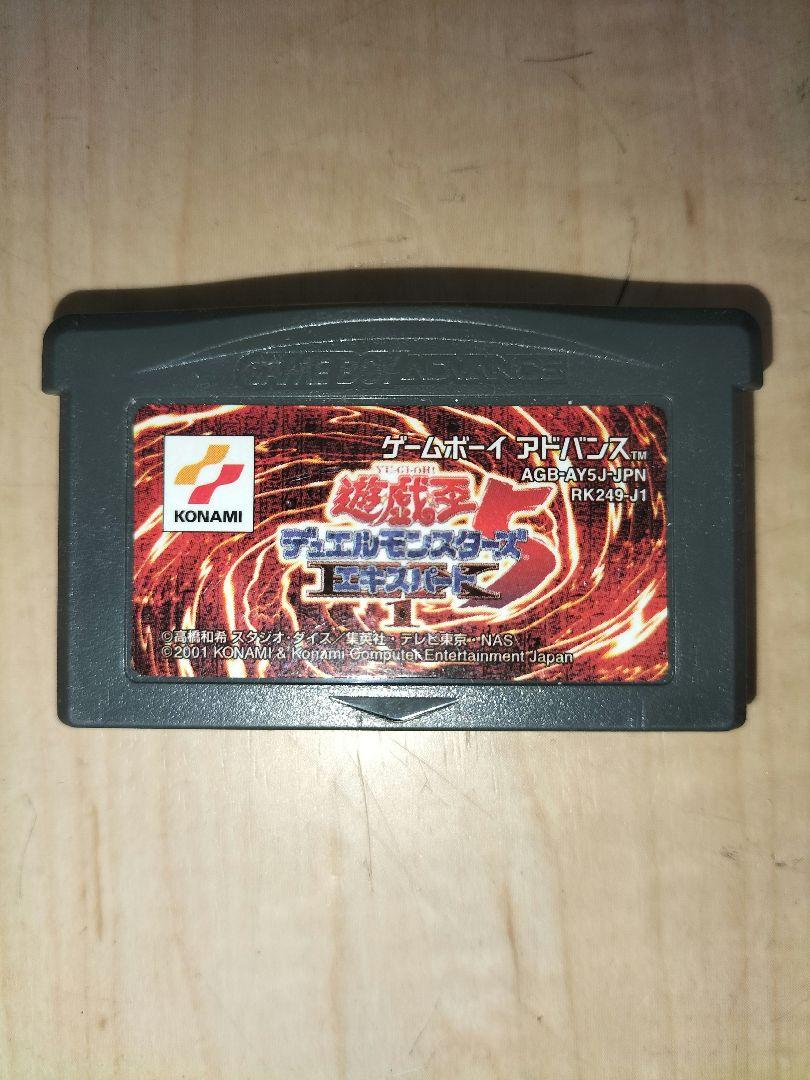 GAME BOY ADVANCE
KONAMI
ゲームボーイ アドバンス™
AGB-AY5J-JPN
RK249-J1
YU-GI-OH!
遊戯王
デュエルモンスターズ5
エキスパート
1
©高橋和希 スタジオ・ダイス／集英社・テレビ東京・NAS
©2001 KONAMI & Konami Computer Entertainment Japan